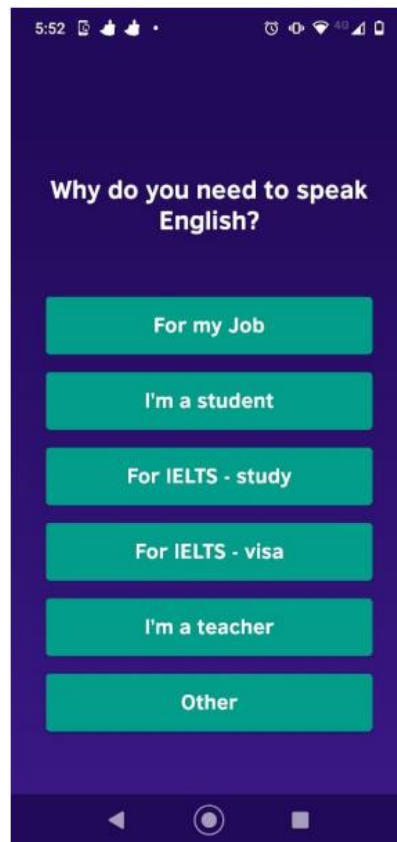 5:52 4G
Why do you need to speak
English?
For my Job
I'm a student
For IELTS - study
For IELTS - visa
I'm a teacher
Other